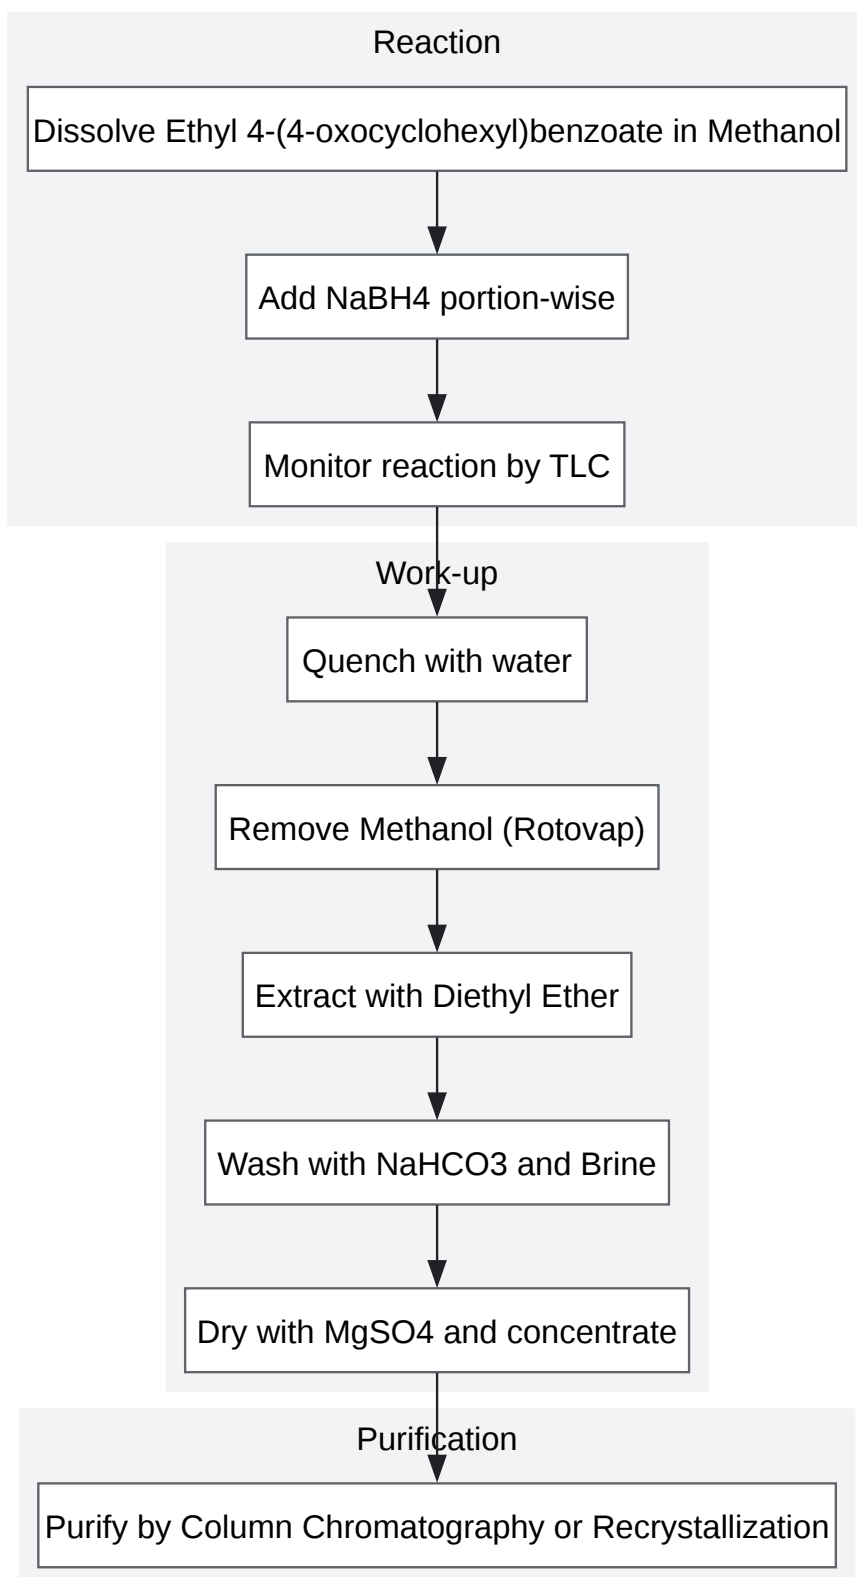 Reaction
Dissolve Ethyl 4-(4-oxocyclohexyl)benzoate in Methanol
Add NaBH4 portion-wise
Monitor reaction by TLC
Work-up
Quench with water
Remove Methanol (Rotovap)
Extract with Diethyl Ether
Wash with NaHCO3 and Brine
Dry with MgSO4 and concentrate
Purification
Purify by Column Chromatography or Recrystallization